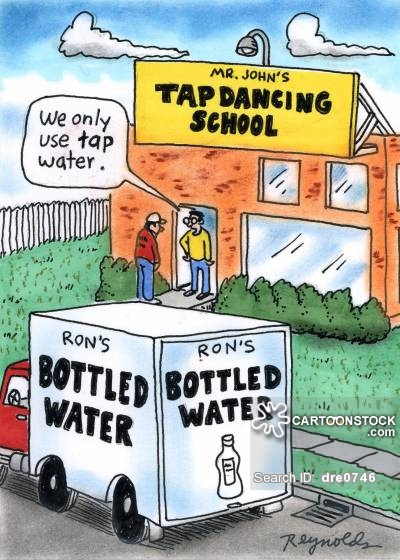 MR. JOHN'S
TAP DANCING
SCHOOL
We only
use tap
water.
RON'S
BOTTLED
WATER
RON'S
BOTTLED
WATER
CARTOONSTOCK
.com
Search ID: dre0746
Reynolds